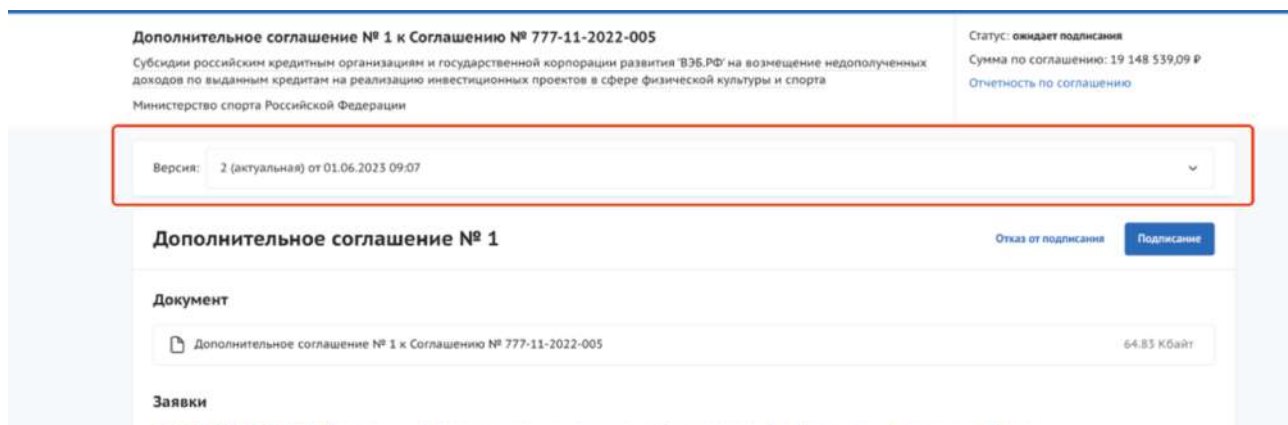 Дополнительное соглашение № 1 к Соглашению № 777-11-2022-005
Субсидии российским кредитным организациям и государственной корпорации развития 'ВЭБ.РФ' на возмещение недополученных
доходов по выданным кредитам на реализацию инвестиционных проектов в сфере физической культуры и спорта
Министерство спорта Российской Федерации
Статус: ожидает подписания
Сумма по соглашению: 19 148 539,09 ₽
Отчетность по соглашению
Версия: 2 (актуальная) от 01.06.2023 09:07
Дополнительное соглашение № 1
Отказ от подписания
Подписание
Документ
Дополнительное соглашение № 1 к Соглашению № 777-11-2022-005
64.83 Кбайт
Заявки